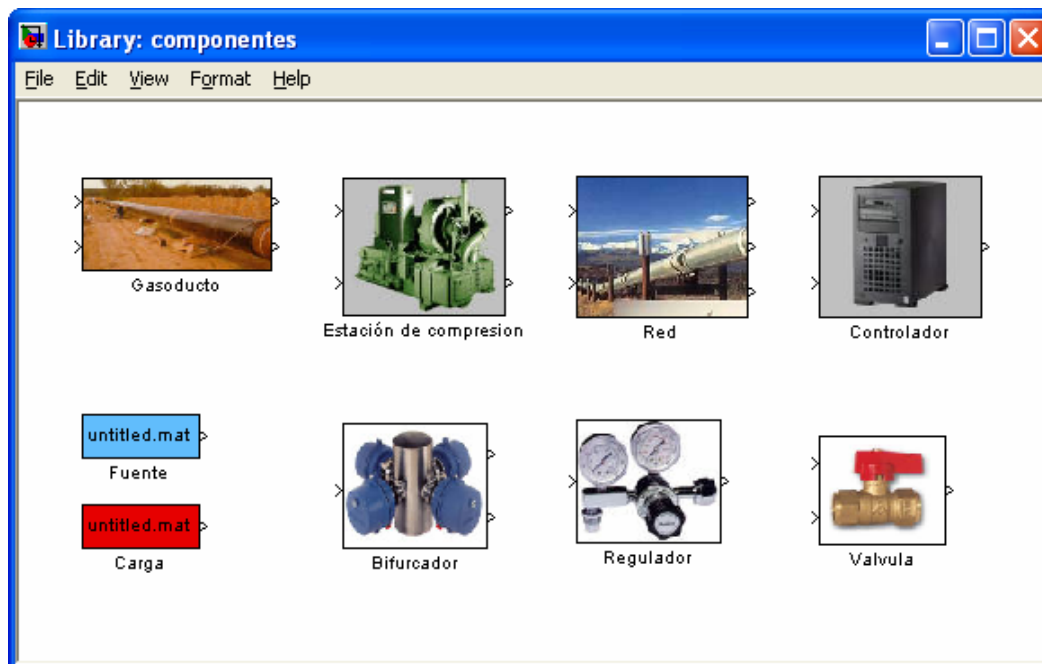 Library: componentes
File Edit View Format Help
Gasoducto
Estación de compresion
Red
Controlador
untitled.mat
Fuente
untitled.mat
Carga
Bifurcador
Regulador
Valvula